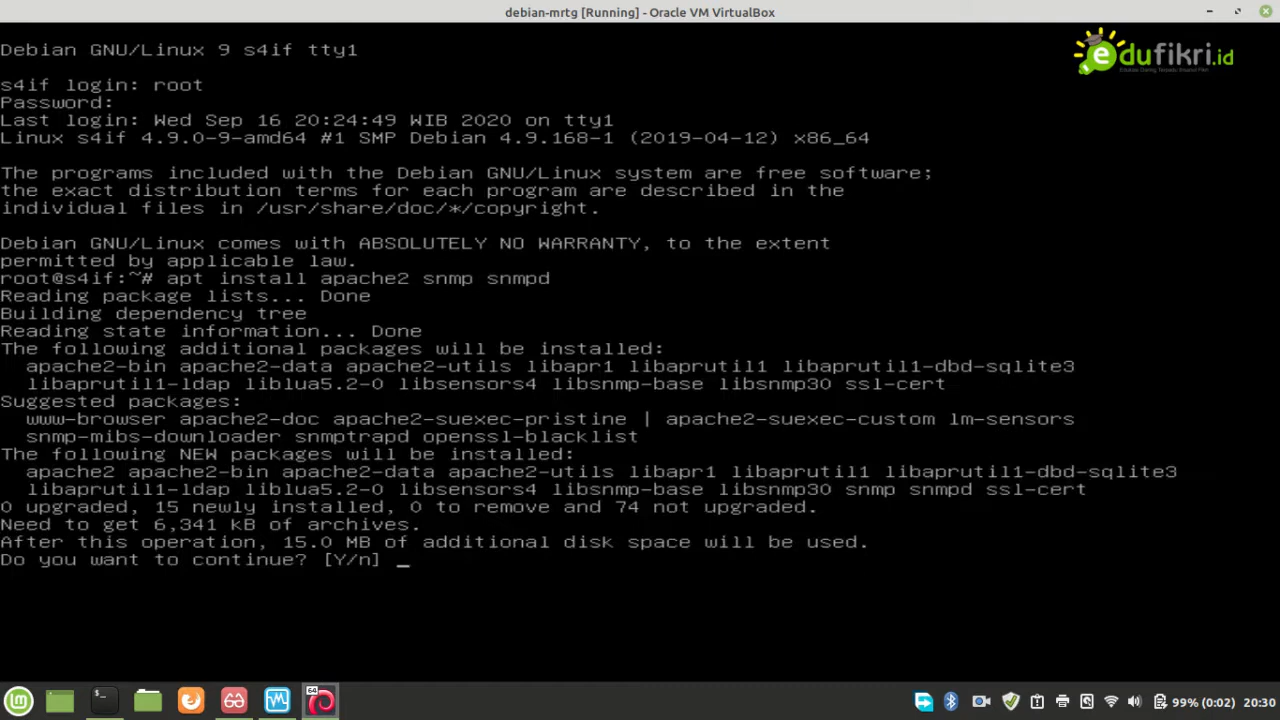 debian-mrtg [Running] - Oracle VM VirtualBox
edufikri.id
Debian GNU/Linux 9 s4if tty1
s4if login: root
Password:
Last login: Wed Sep 16 20:24:49 WIB 2020 on tty1
Linux s4if 4.9.0-9-amd64 #1 SMP Debian 4.9.168-1 (2019-04-12) x86_64
The programs included with the Debian GNU/Linux system are free software;
the exact distribution terms for each program are described in the
individual files in /usr/share/doc/*/copyright.
Debian GNU/Linux comes with ABSOLUTELY NO WARRANTY, to the extent
permitted by applicable law.
root@s4if:~# apt install apache2 snmp snmpd
Reading package lists... Done
Building dependency tree
Reading state information... Done
The following additional packages will be installed:
apache2-bin apache2-data apache2-utils libapr1 libaprutil1 libaprutil1-dbd-sqlite3
libaprutil1-ldap liblua5.2-0 libsensors4 libsnmp-base libsnmp30 ssl-cert
Suggested packages:
www-browser apache2-doc apache2-suexec-pristine | apache2-suexec-custom lm-sensors
snmp-mibs-downloader snmptrapd openssl-blacklist
The following NEW packages will be installed:
apache2 apache2-bin apache2-data apache2-utils libapr1 libaprutil1 libaprutil1-dbd-sqlite3
libaprutil1-ldap liblua5.2-0 libsensors4 libsnmp-base libsnmp30 snmp snmpd ssl-cert
0 upgraded, 15 newly installed, 0 to remove and 74 not upgraded.
Need to get 6,341 kB of archives.
After this operation, 15.0 MB of additional disk space will be used.
Do you want to continue? [Y/n] _
64
99% (0:02) 20:30